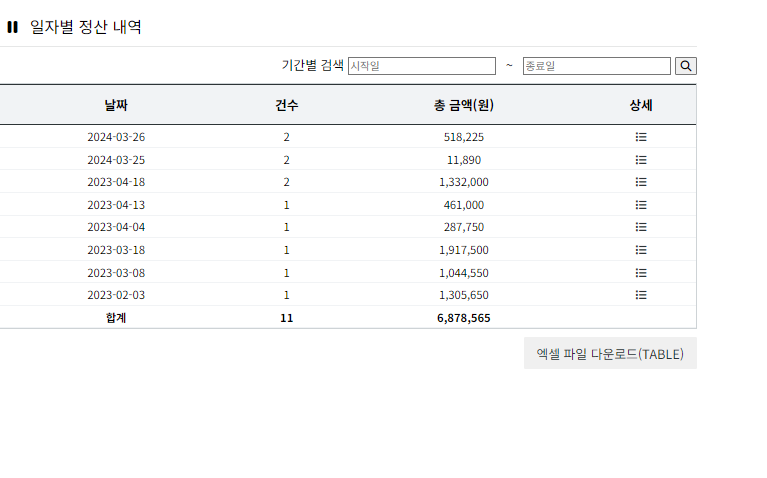 일자별 정산 내역
기간별 검색 시작일 ~ 종료일
날짜 건수 총 금액(원) 상세
2024-03-26 2 518,225
2024-03-25 2 11,890
2023-04-18 2 1,332,000
2023-04-13 1 461,000
2023-04-04 1 287,750
2023-03-18 1 1,917,500
2023-03-08 1 1,044,550
2023-02-03 1 1,305,650
합계 11 6,878,565
엑셀 파일 다운로드(TABLE)